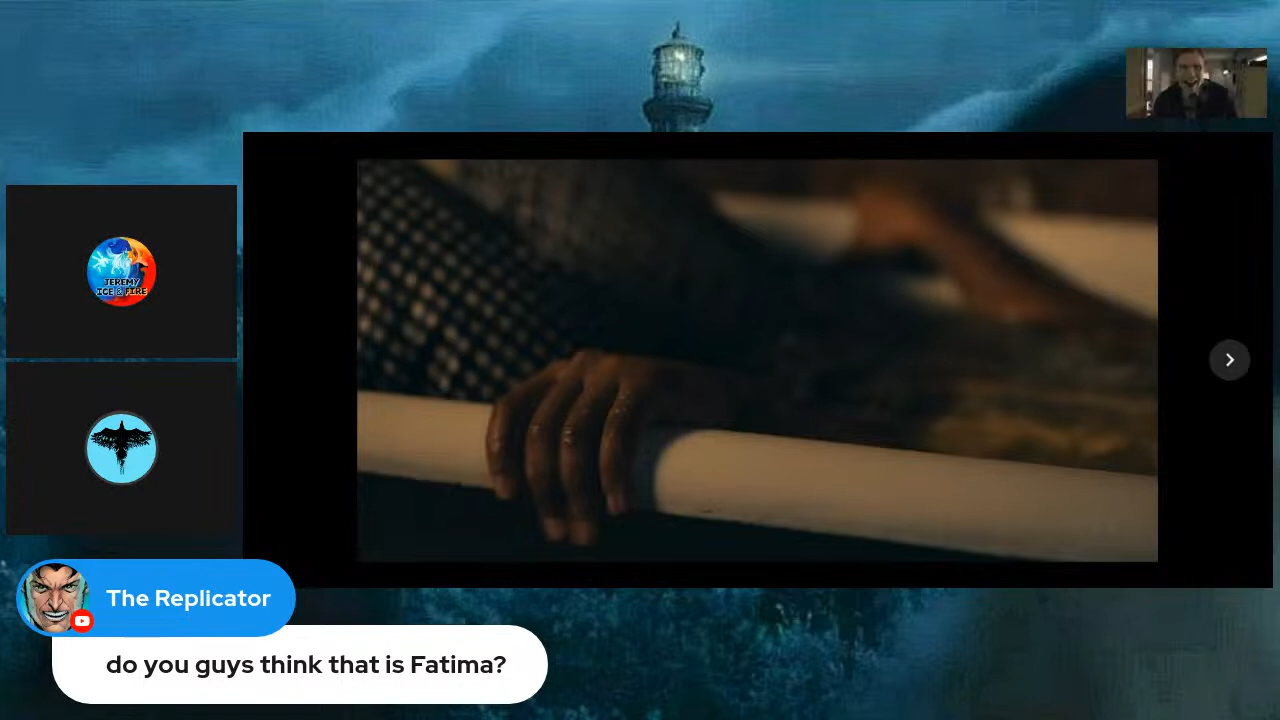 JEREMY
ICE & FIRE
The Replicator
do you guys think that is Fatima?